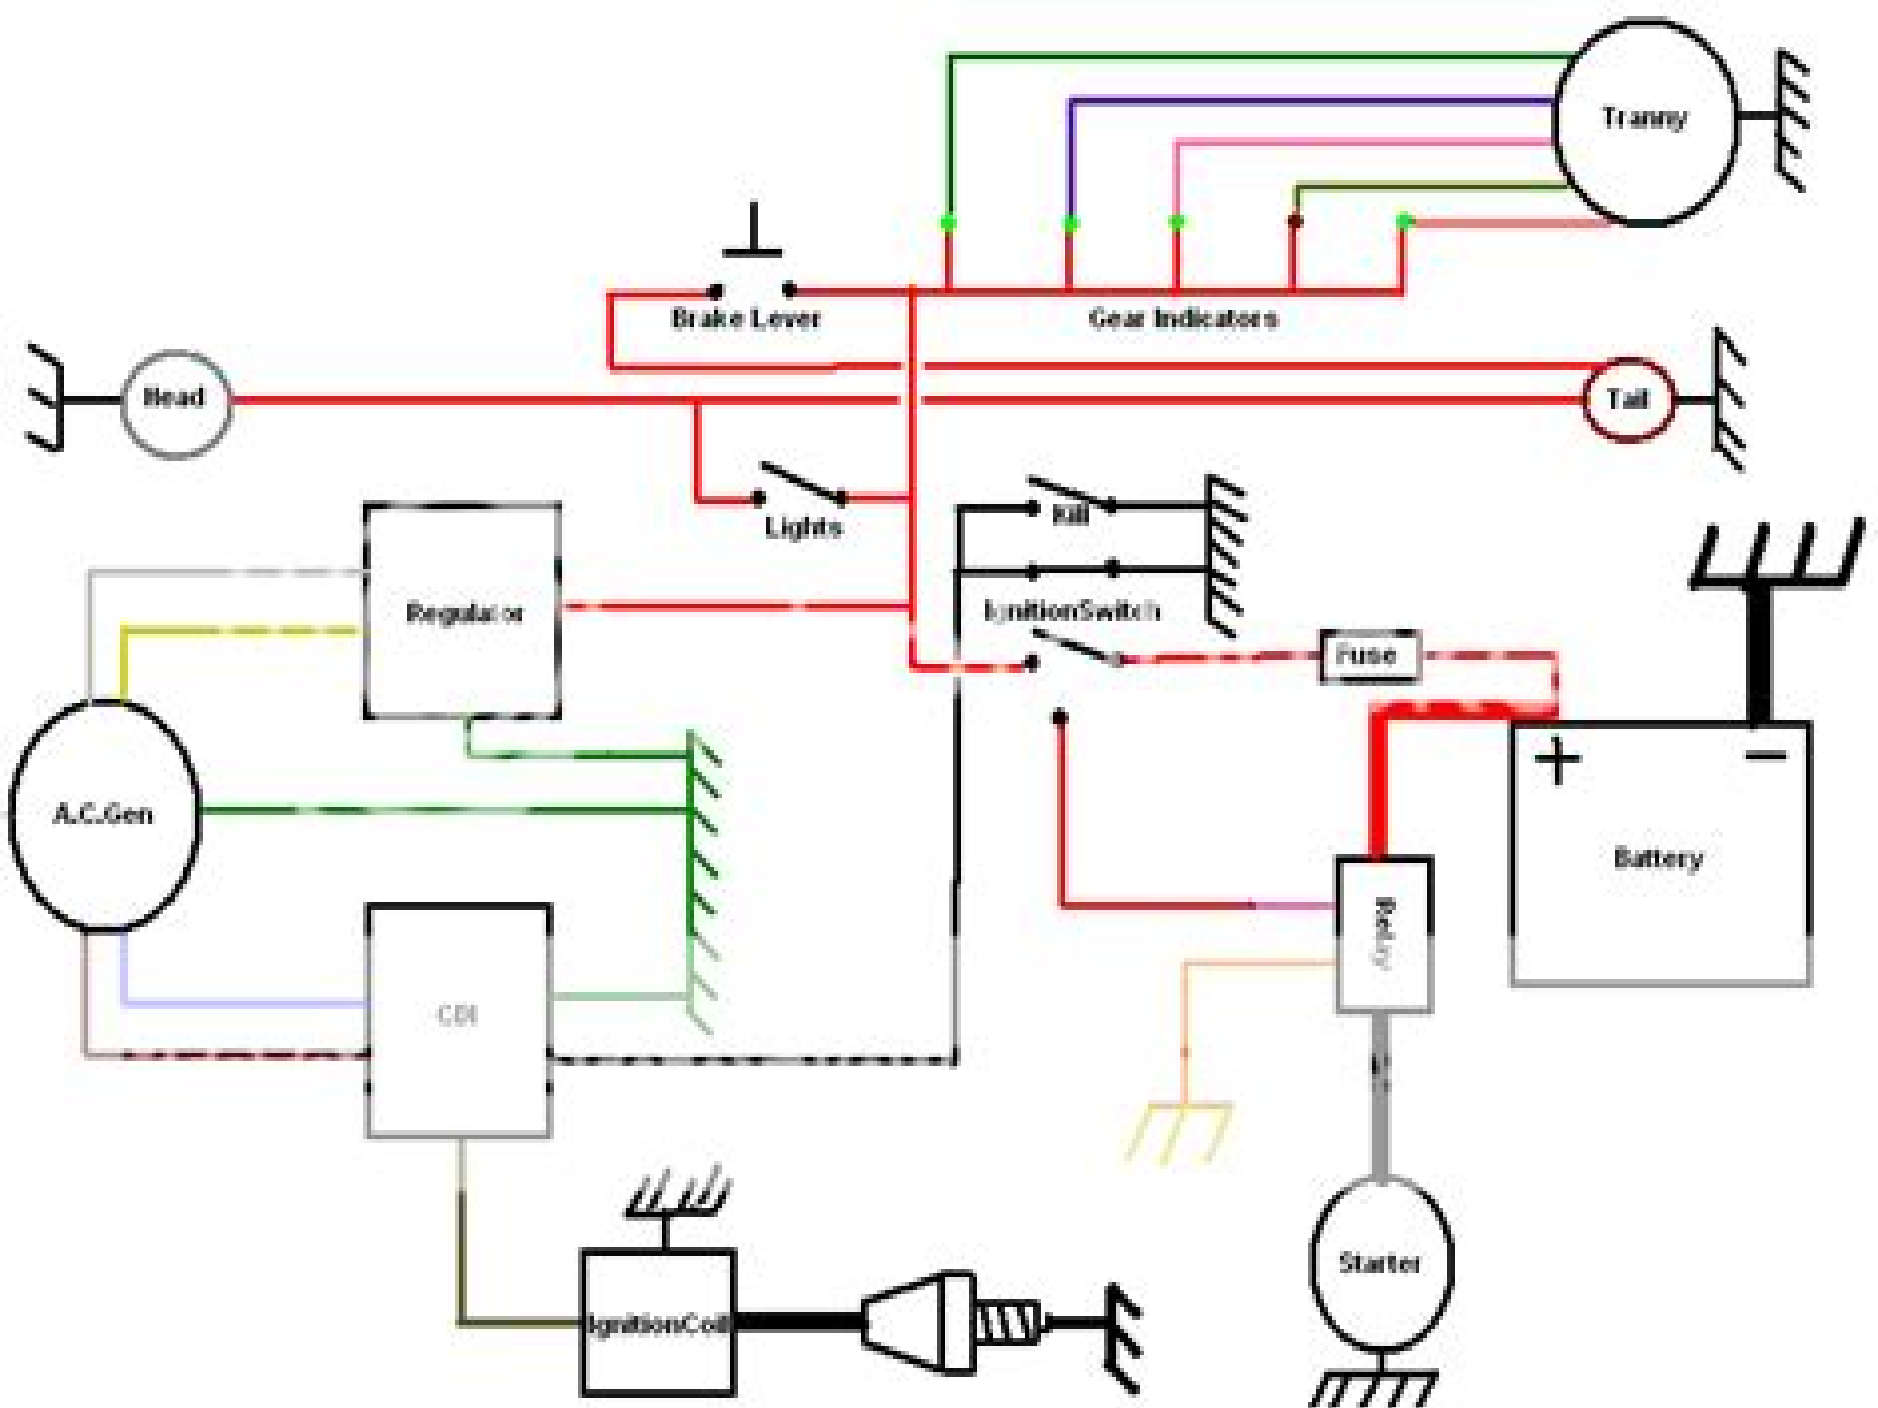 Tranny
Brake Lever
Gear Indicators
Head
Tail
Lights
Kill
Regulator
IgnitionSwitch
Fuse
+
−
A.C.Gen
Battery
Relay
CDI
Starter
IgnitionCoil